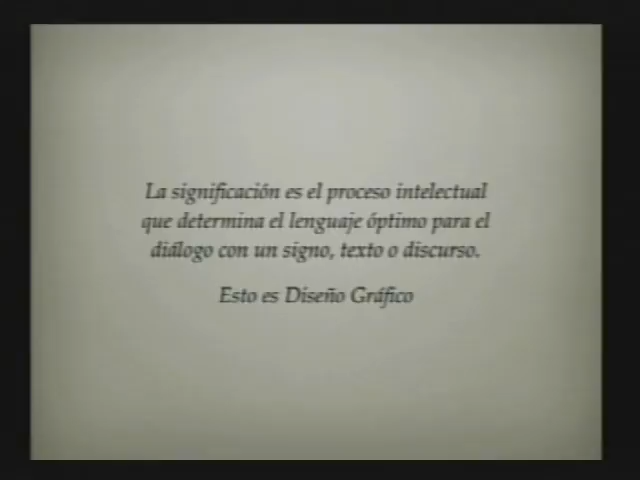 La significación es el proceso intelectual
que determina el lenguaje óptimo para el
diálogo con un signo, texto o discurso.
Esto es Diseño Gráfico